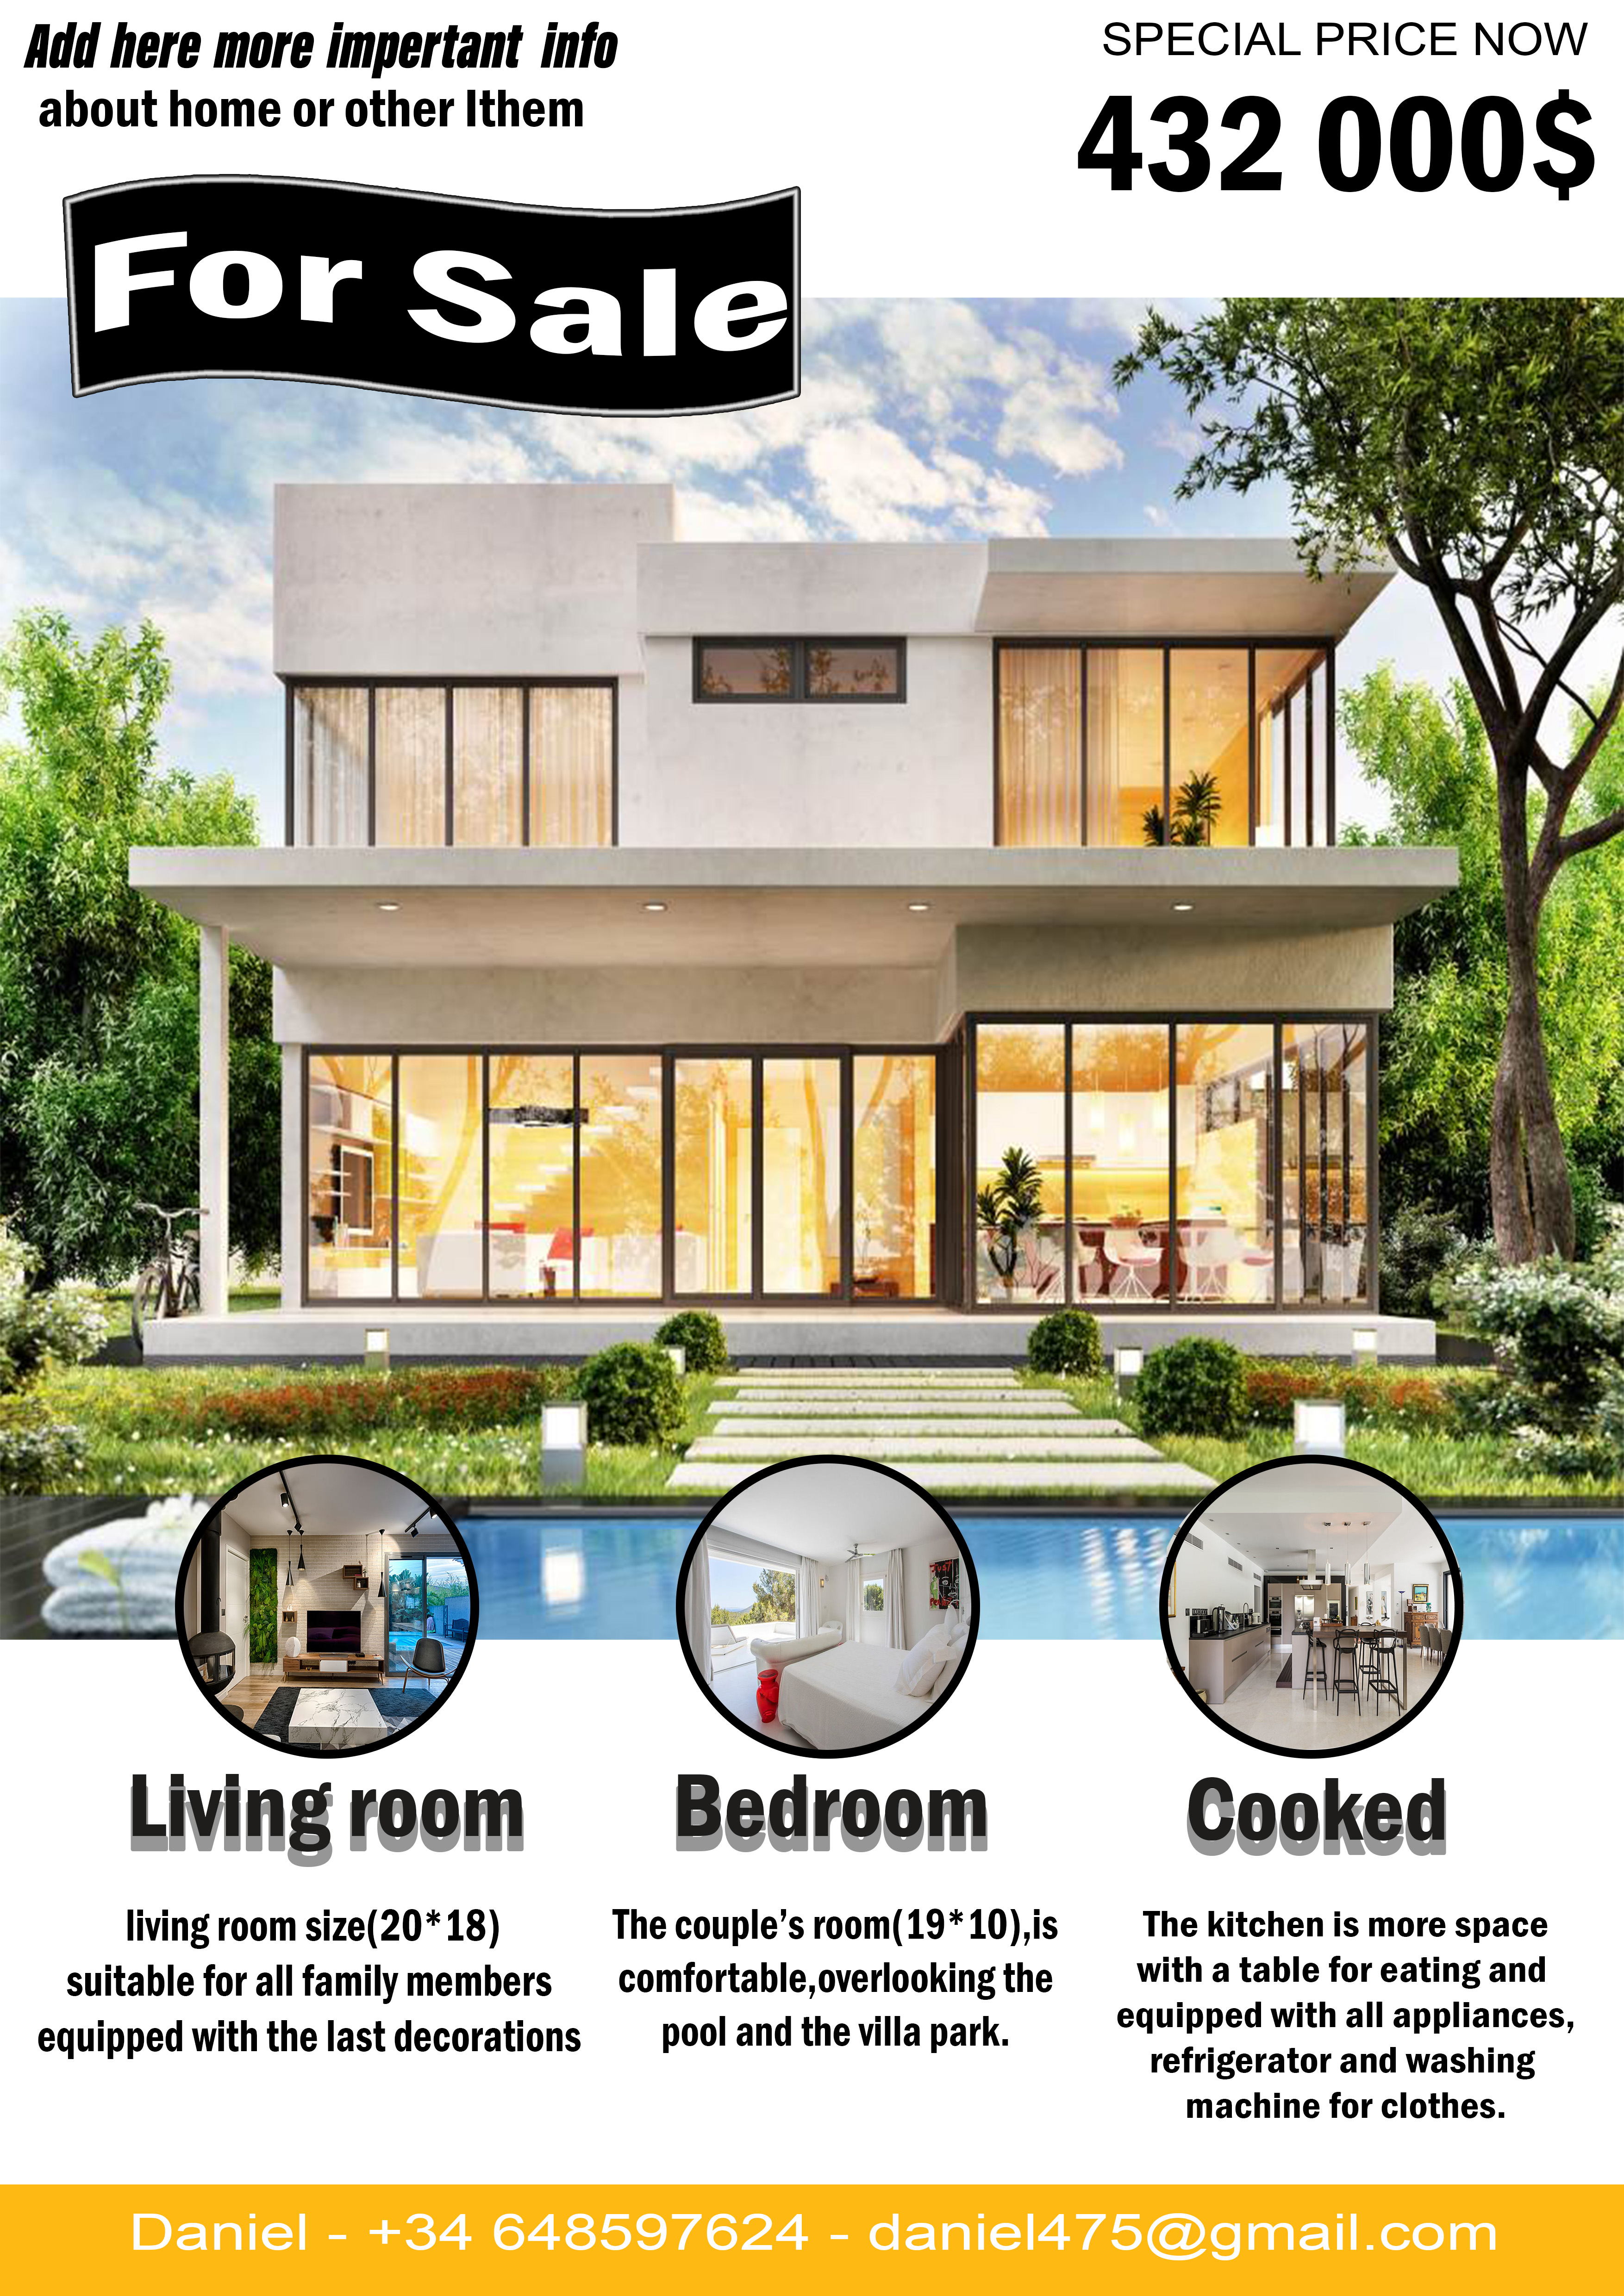 Add here more impertant info
about home or other Ithem
SPECIAL PRICE NOW
432 000$
For Sale
Living room
living room size(20*18)
suitable for all family members
equipped with the last decorations
Bedroom
The couple’s room(19*10),is
comfortable,overlooking the
pool and the villa park.
Cooked
The kitchen is more space
with a table for eating and
equipped with all appliances,
refrigerator and washing
machine for clothes.
Daniel - +34 648597624 - daniel475@gmail.com